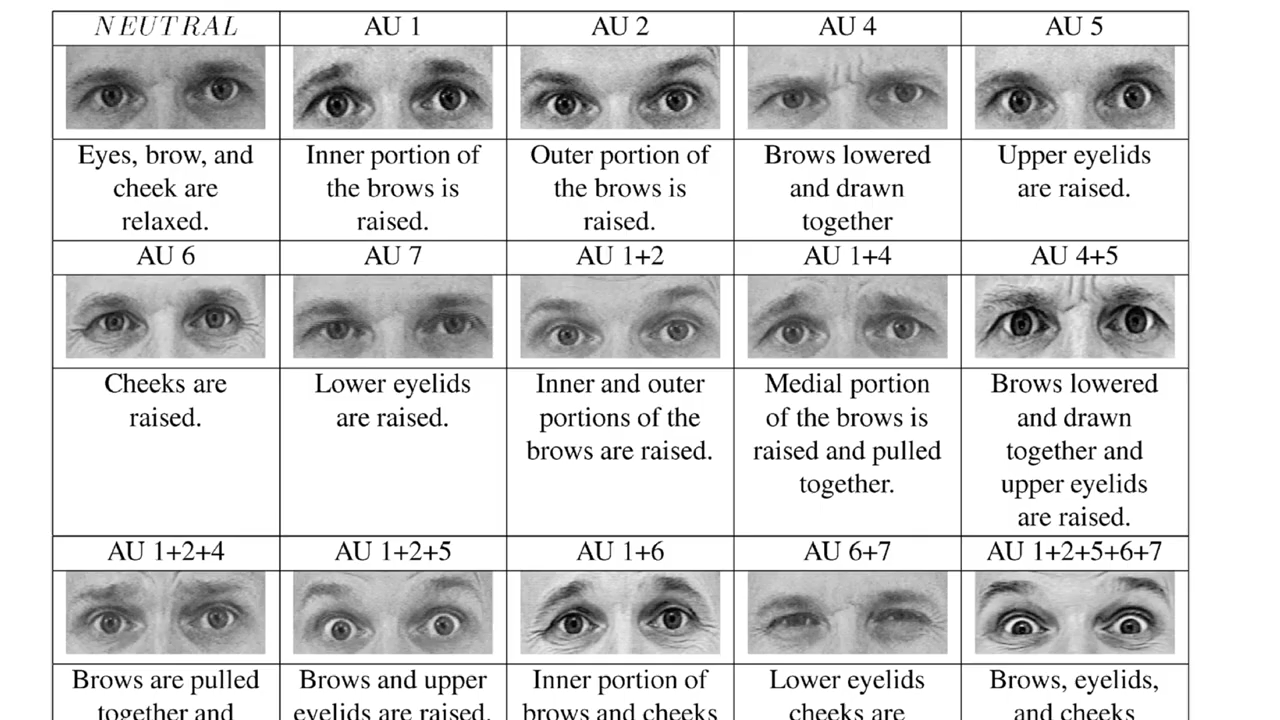 NEUTRAL
AU 1
AU 2
AU 4
AU 5
Eyes, brow, and
cheek are
relaxed.
Inner portion of
the brows is
raised.
Outer portion of
the brows is
raised.
Brows lowered
and drawn
together
Upper eyelids
are raised.
AU 6
AU 7
AU 1+2
AU 1+4
AU 4+5
Cheeks are
raised.
Lower eyelids
are raised.
Inner and outer
portions of the
brows are raised.
Medial portion
of the brows is
raised and pulled
together.
Brows lowered
and drawn
together and
upper eyelids
are raised.
AU 1+2+4
AU 1+2+5
AU 1+6
AU 6+7
AU 1+2+5+6+7
Brows are pulled
together and
Brows and upper
eyelids are raised.
Inner portion of
brows and cheeks
Lower eyelids
cheeks are
Brows, eyelids,
and cheeks